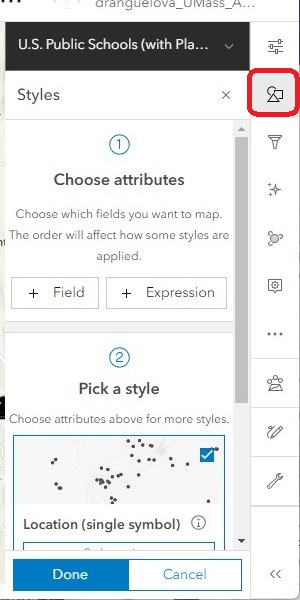 dranguelova_UMass_A...
U.S. Public Schools (with Pla...
Styles
1
Choose attributes
Choose which fields you want to map.
The order will affect how some styles are
applied.
+ Field
+ Expression
2
Pick a style
Choose attributes above for more styles.
Location (single symbol)
Done
Cancel